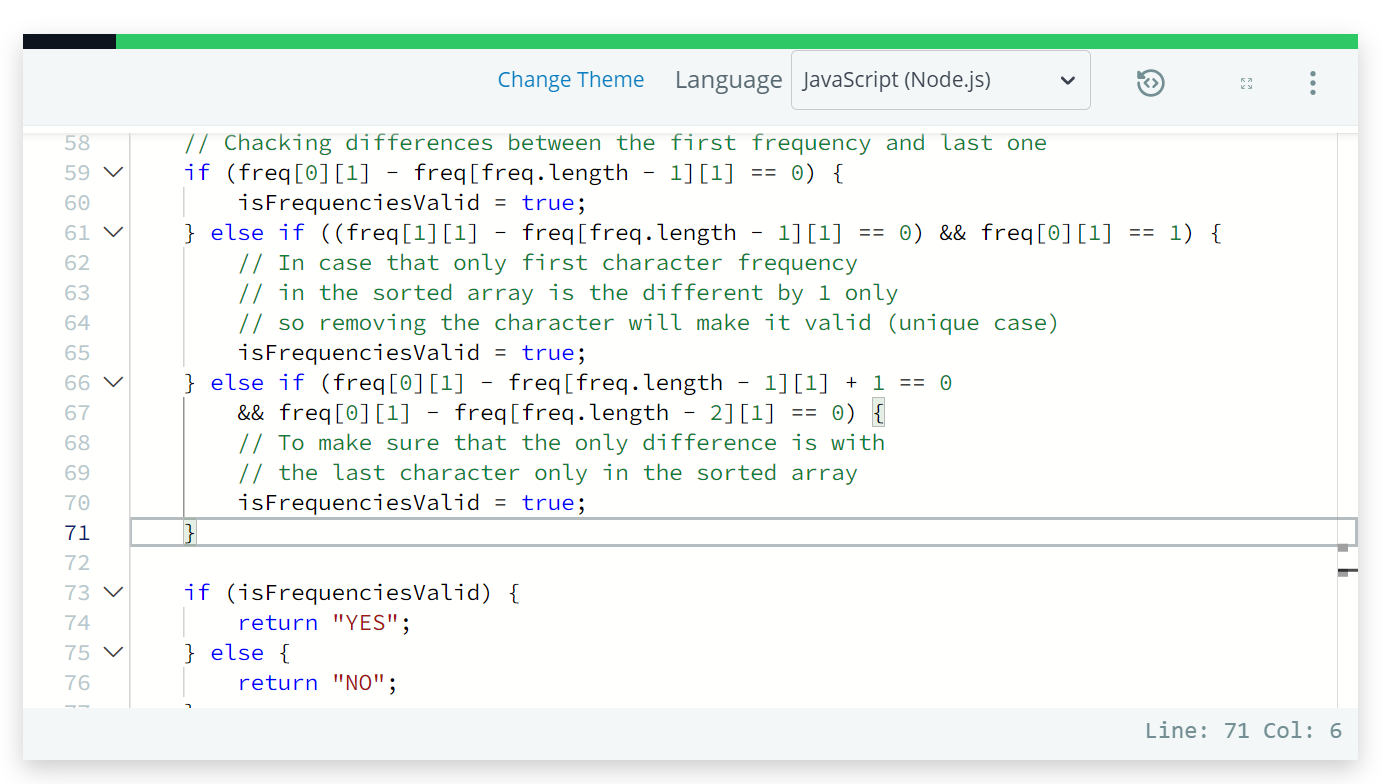 Change Theme Language JavaScript (Node.js)
58 // Chacking differences between the first frequency and last one
59 if (freq[0][1] - freq[freq.length - 1][1] == 0) {
60 isFrequenciesValid = true;
61 } else if ((freq[1][1] - freq[freq.length - 1][1] == 0) && freq[0][1] == 1) {
62 // In case that only first character frequency
63 // in the sorted array is the different by 1 only
64 // so removing the character will make it valid (unique case)
65 isFrequenciesValid = true;
66 } else if (freq[0][1] - freq[freq.length - 1][1] + 1 == 0
67 && freq[0][1] - freq[freq.length - 2][1] == 0) {
68 // To make sure that the only difference is with
69 // the last character only in the sorted array
70 isFrequenciesValid = true;
71 }
72
73 if (isFrequenciesValid) {
74 return "YES";
75 } else {
76 return "NO";
Line: 71 Col: 6